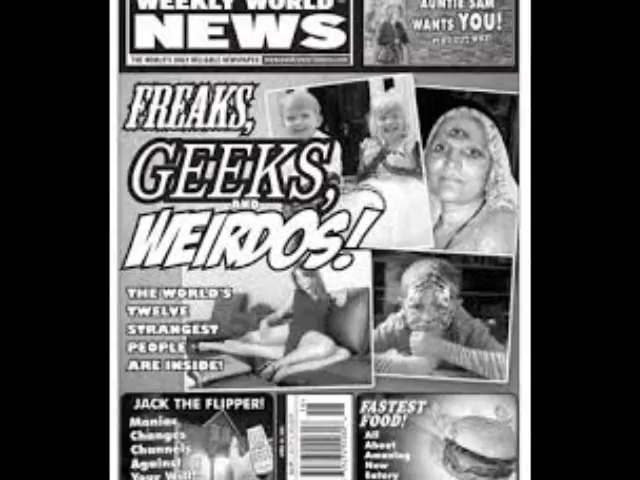 WEEKLY WORLD
NEWS
THE WORLD'S ONLY RELIABLE NEWSPAPER
AUNTIE SAM
WANTS YOU!
FREAKS,
GEEKS,
AND
WEIRDOS!
THE WORLD'S
TWELVE
STRANGEST
PEOPLE
ARE INSIDE!
JACK THE FLIPPER!
Maniac
Changes
Channels
Against
Your Will!
FASTEST
FOOD!
All
About
Amazing
New
Eatery